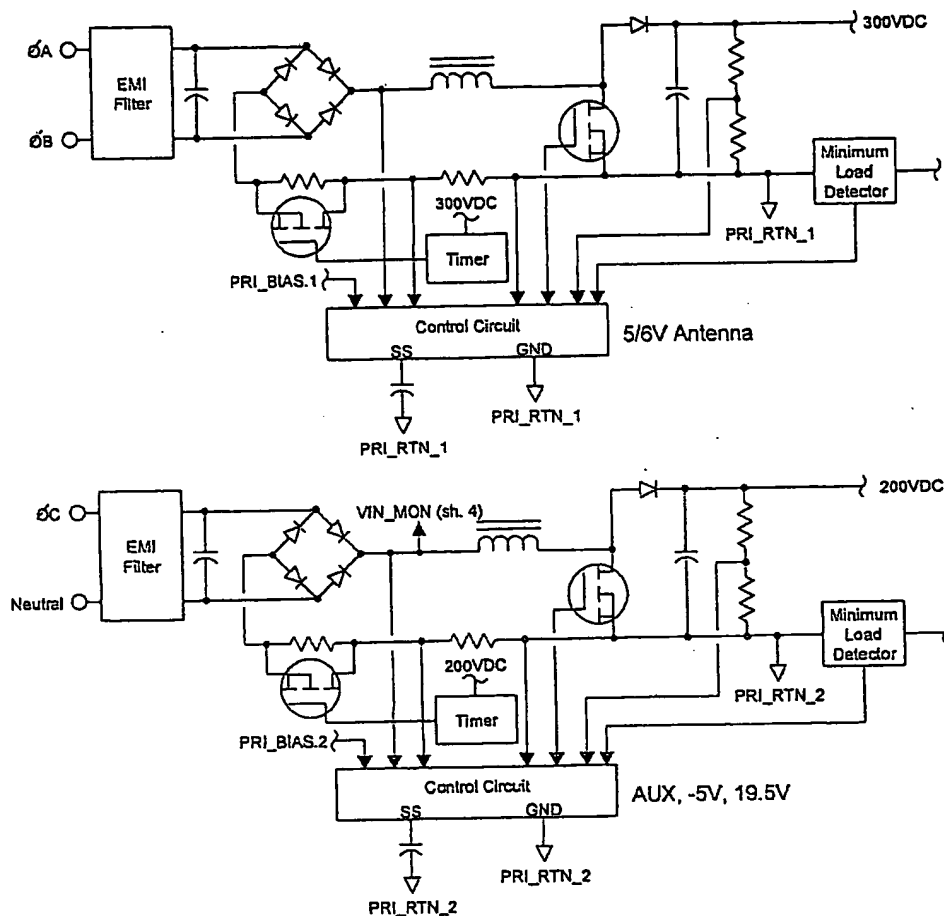 ØA
EMI
Filter
ØB
300VDC
Minimum
Load
Detector
PRI_RTN_1
300VDC
Timer
PRI_BIAS.1
Control Circuit
SS
GND
5/6V Antenna
PRI_RTN_1
PRI_RTN_1
ØC
EMI
Filter
Neutral
VIN_MON (sh. 4)
200VDC
Minimum
Load
Detector
PRI_RTN_2
200VDC
Timer
PRI_BIAS.2
Control Circuit
SS
GND
AUX, -5V, 19.5V
PRI_RTN_2
PRI_RTN_2